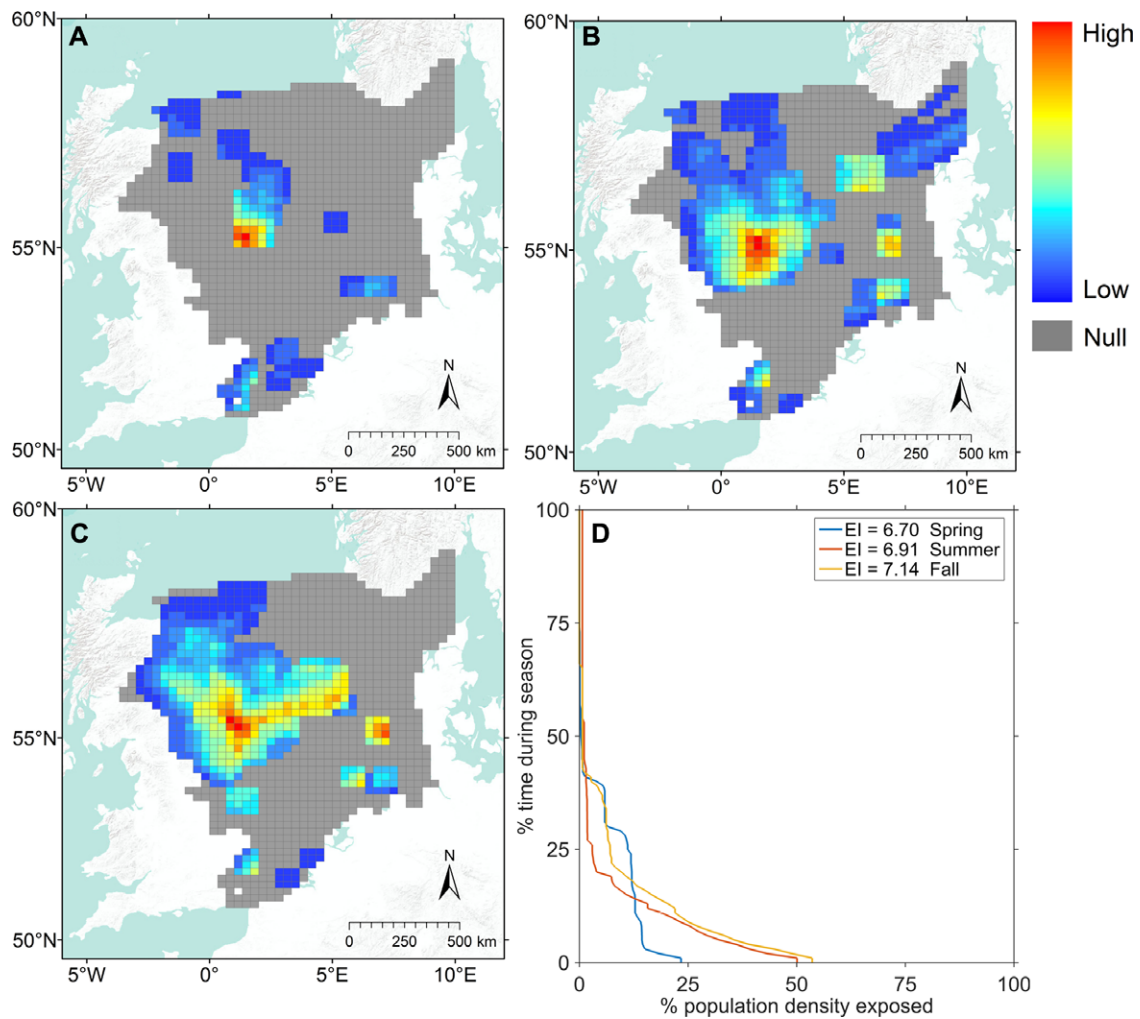 A
60°N
55°N
50°N
5°W
0°
5°E
10°E
N
0
250
500 km
B
60°N
55°N
50°N
5°W
0°
5°E
10°E
N
0
250
500 km
High
Low
Null
C
60°N
55°N
50°N
5°W
0°
5°E
10°E
N
0
250
500 km
D
EI = 6.70 Spring
EI = 6.91 Summer
EI = 7.14 Fall
100
75
50
25
0
% time during season
0
25
50
75
100
% population density exposed